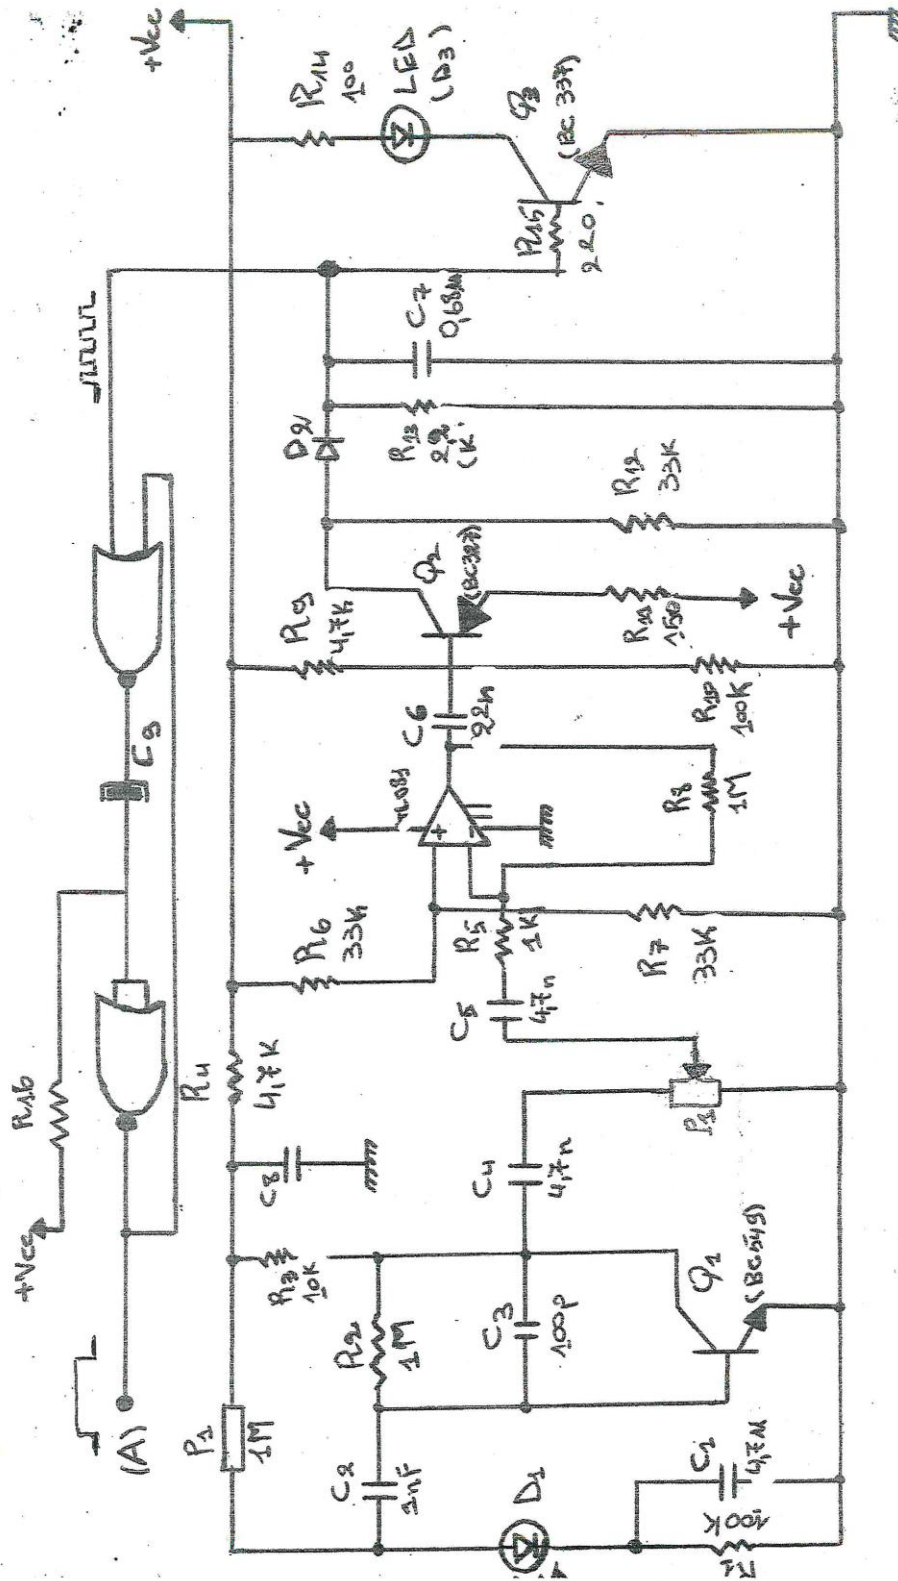 +Vcc
R16
C9
(A)
+Vcc
P1
1M
R4
4,7K
C8
R3
10K
R6
33K
+Vcc
R9
4,7K
D2
R14
100
LED
(D3)
C2
1nF
R2
1M
C3
100p
C4
4,7n
C5
4,7n
R5
1K
TL081
+
-
C6
22n
Q2
(BC327)
R13
2,2
(K
C7
0,68µ
R15
220
Q3
(BC337)
D1
Q1
(BC549)
P1
R7
33K
R8
1M
R10
100K
R11
150
+Vcc
R12
33K
R1
100K
C1
4,7µ